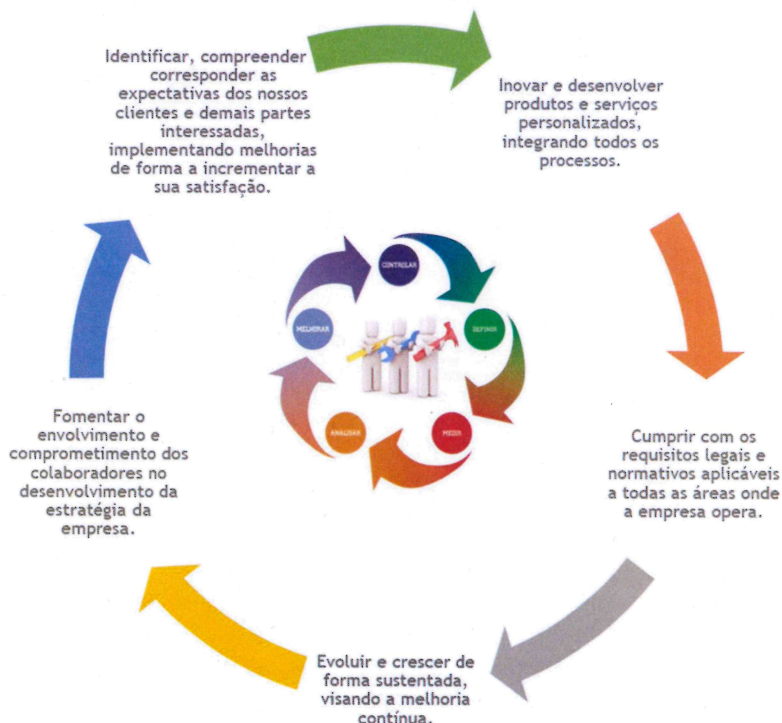 Identificar, compreender
corresponder as
expectativas dos nossos
clientes e demais partes
interessadas,
implementando melhorias
de forma a incrementar a
sua satisfação.
Inovar e desenvolver
produtos e serviços
personalizados,
integrando todos os
processos.
CONTROLAR
MELHORAR
DEFINIR
ANALISAR
MEDIR
Fomentar o
envolvimento e
comprometimento dos
colaboradores no
desenvolvimento da
estratégia da
empresa.
Cumprir com os
requisitos legais e
normativos aplicáveis
a todas as áreas onde
a empresa opera.
Evoluir e crescer de
forma sustentada,
visando a melhoria
contínua.